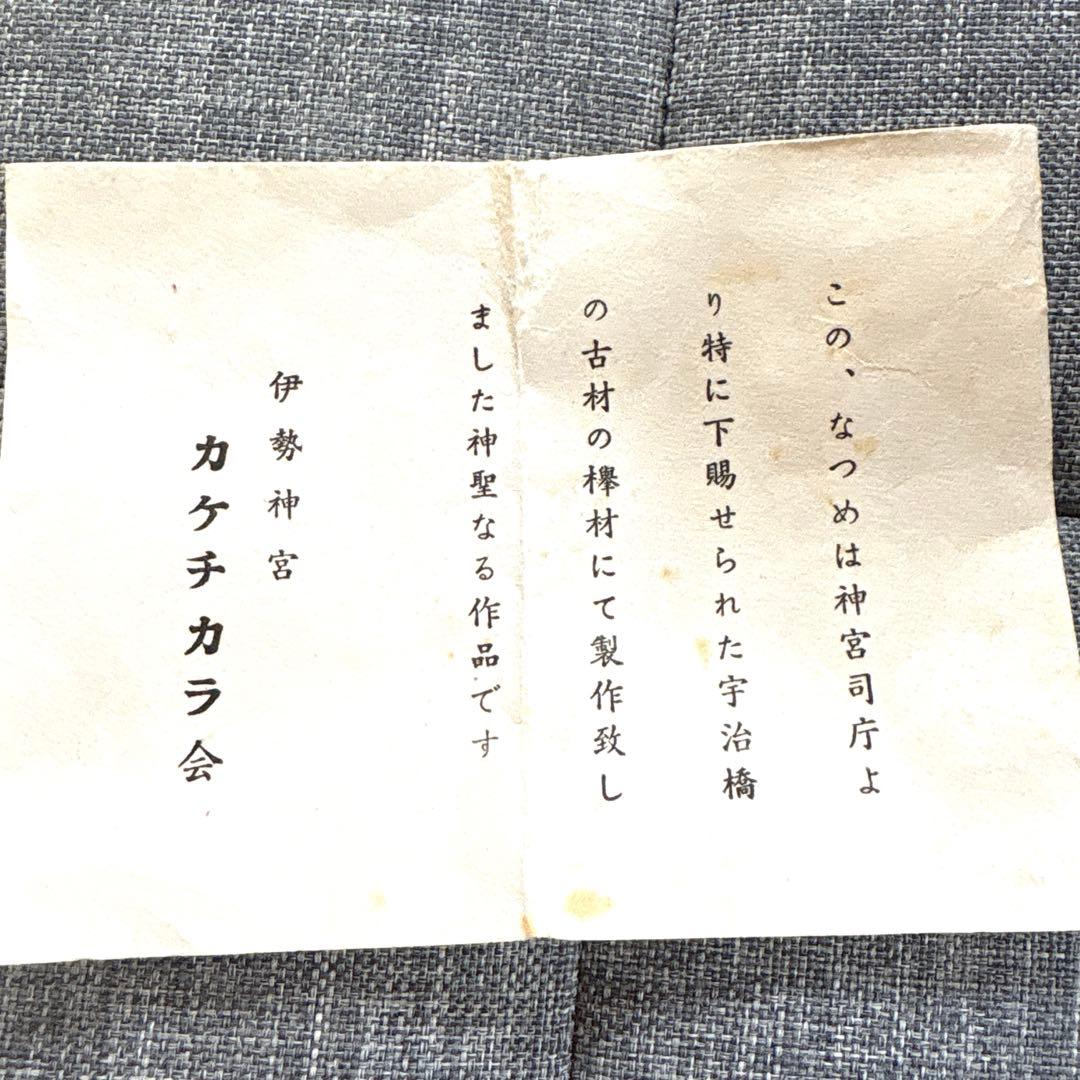 この、なつめは神宮司庁よ
り特に下賜せられた宇治橋
の古材の欅材にて製作致し
ました神聖なる作品です
伊勢神宮
カケチカラ会